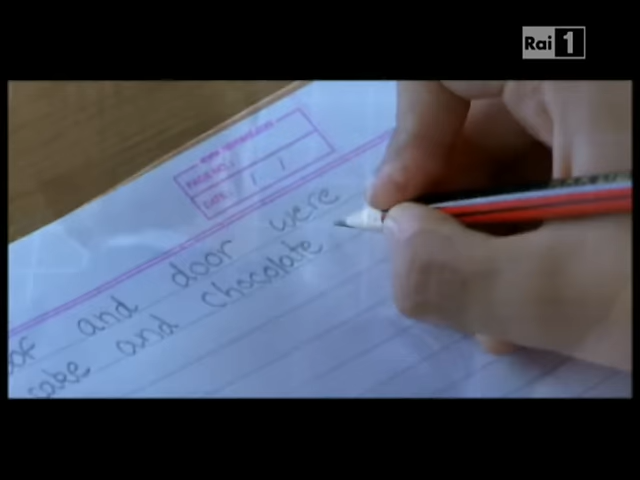 Rai 1
PAGE NO.:
DATE: / /
and door were
cake and chocolate